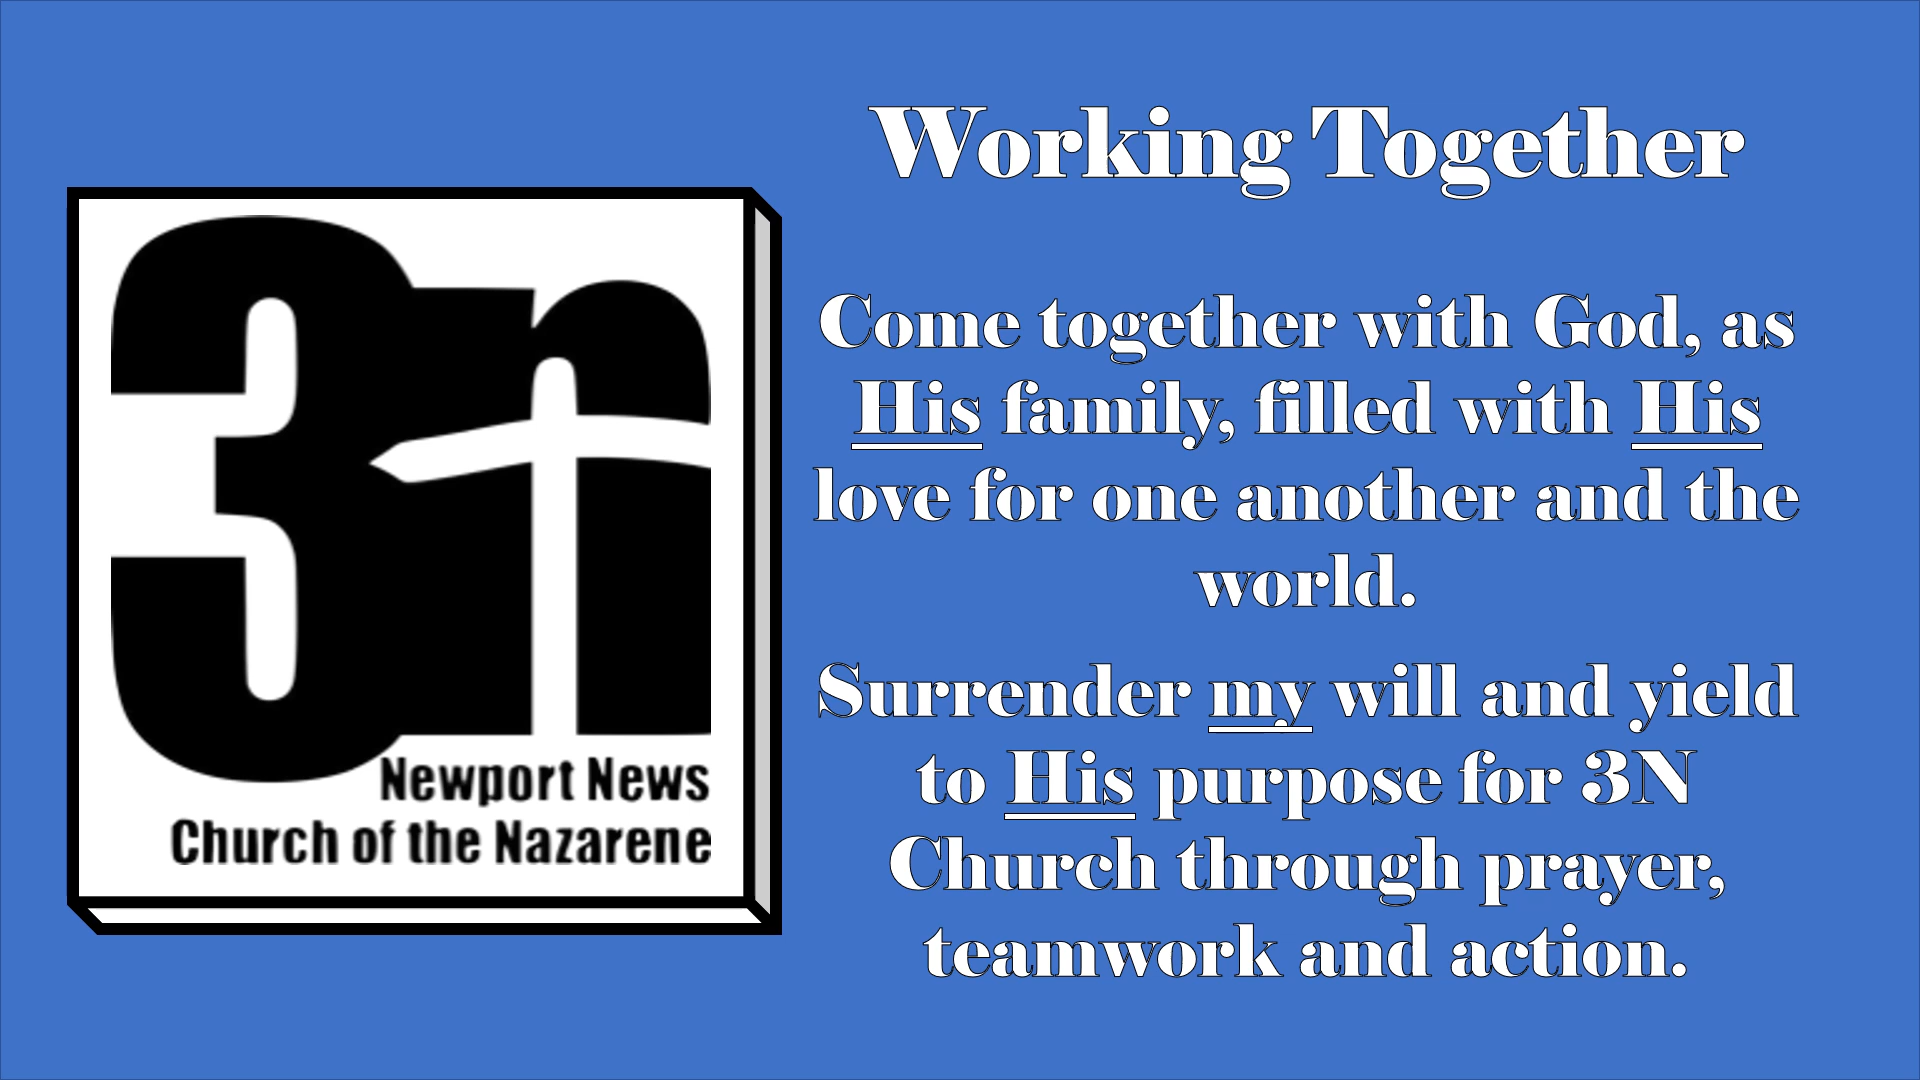 3n
Newport News
Church of the Nazarene
Working Together
Come together with God, as
His family, filled with His
love for one another and the
world.
Surrender my will and yield
to His purpose for 3N
Church through prayer,
teamwork and action.